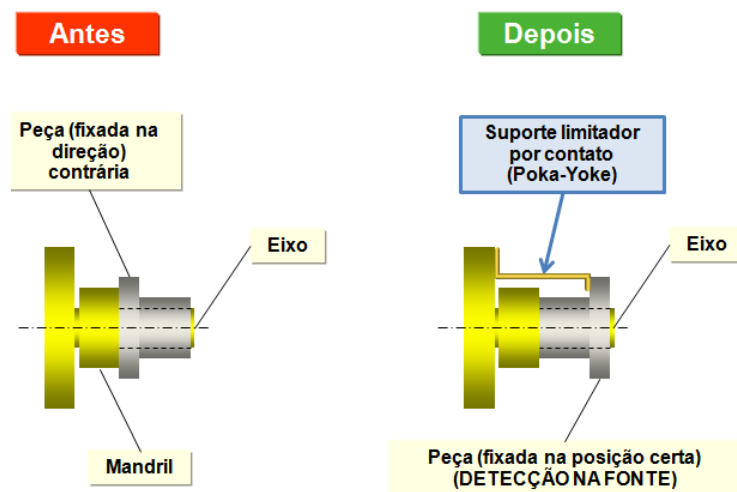 Antes
Depois
Peça (fixada na
direção)
contrária
Eixo
Mandril
Suporte limitador
por contato
(Poka-Yoke)
Eixo
Peça (fixada na posição certa)
(DETECÇÃO NA FONTE)